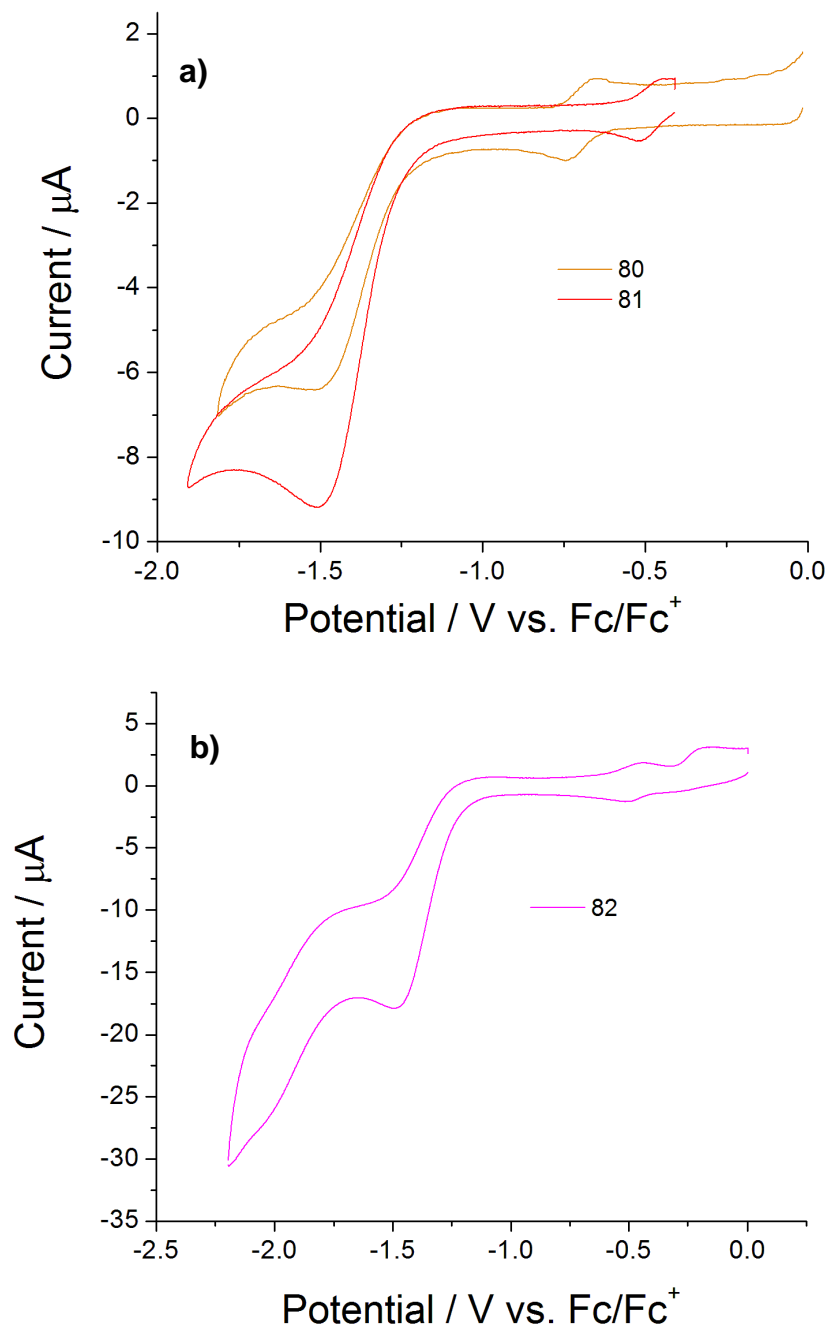 a)
2
0
-2
-4
-6
-8
-10
Current / μA
80
81
-2.0 -1.5 -1.0 -0.5 0.0
Potential / V vs. Fc/Fc⁺
b)
5
0
-5
-10
-15
-20
-25
-30
-35
Current / μA
82
-2.5 -2.0 -1.5 -1.0 -0.5 0.0
Potential / V vs. Fc/Fc⁺